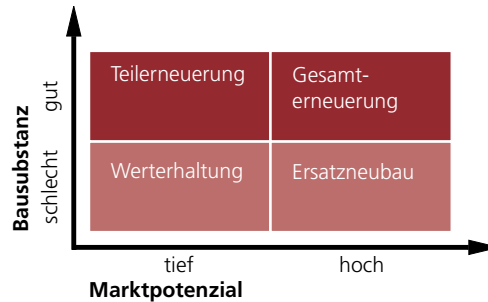 Bausubstanz
gut
schlecht
Teilerneuerung
Gesamt-
erneuerung
Werterhaltung
Ersatzneubau
tief
hoch
Marktpotenzial